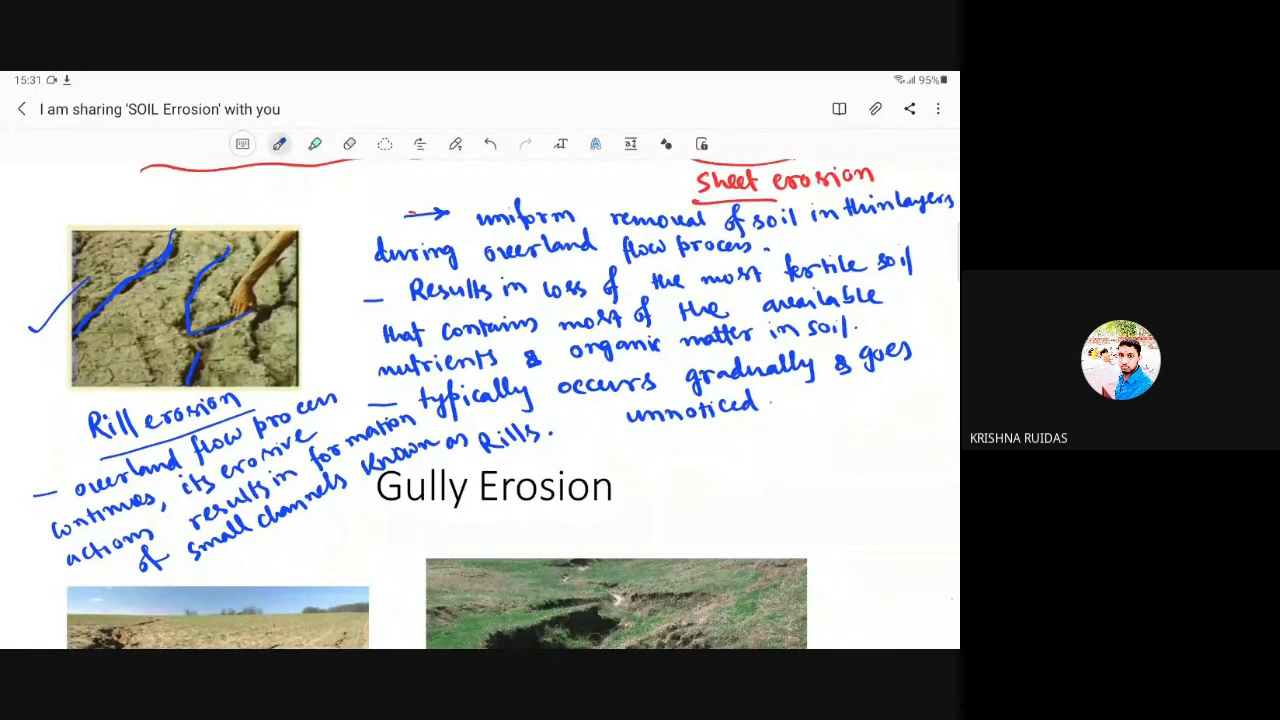 15:31
95%
I am sharing 'SOIL Errosion' with you
Sheet erosion
→ uniform removal of soil in thin layers
during overland flow process.
- Results in loss of the most fertile soil
that contains most of the available
nutrients & organic matter in soil.
- typically occurs gradually & goes
unnoticed.
Rill erosion
- overland flow process
continues, its erosive
actions results in formation
of small channels known as Rills.
Gully Erosion
KRISHNA RUIDAS